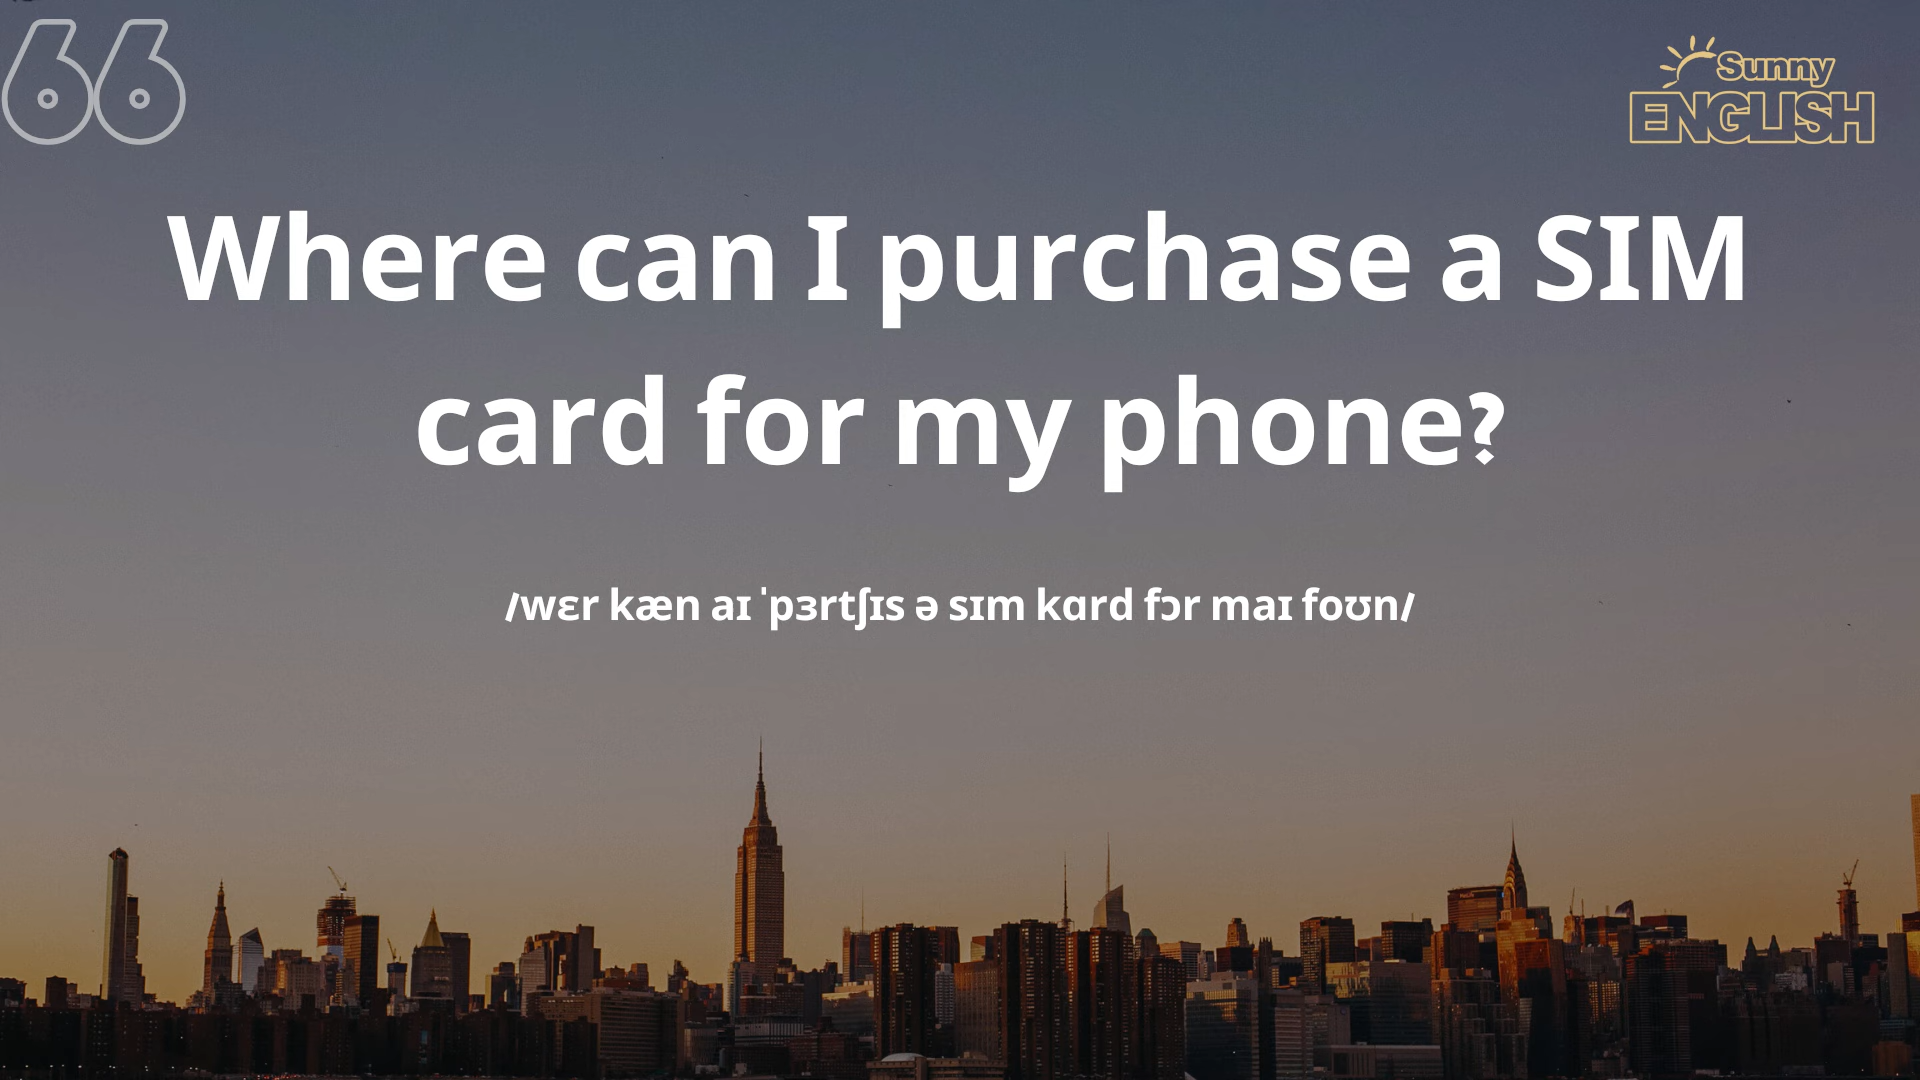 66
Sunny
ENGLISH
Where can I purchase a SIM
card for my phone?
/wɛr kæn aɪ ˈpɜrtʃɪs ə sɪm kɑrd fɔr maɪ foʊn/